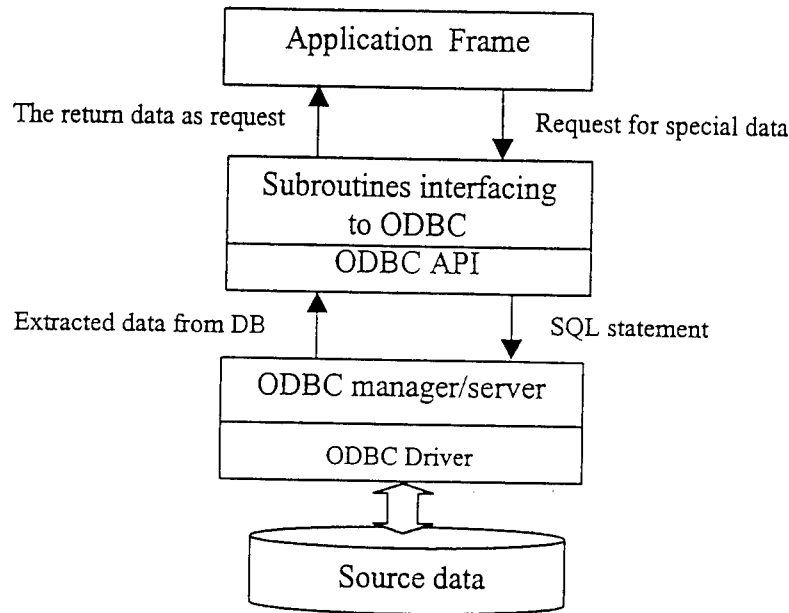 Application Frame
The return data as request
Request for special data
Subroutines interfacing
to ODBC
ODBC API
Extracted data from DB
SQL statement
ODBC manager/server
ODBC Driver
Source data